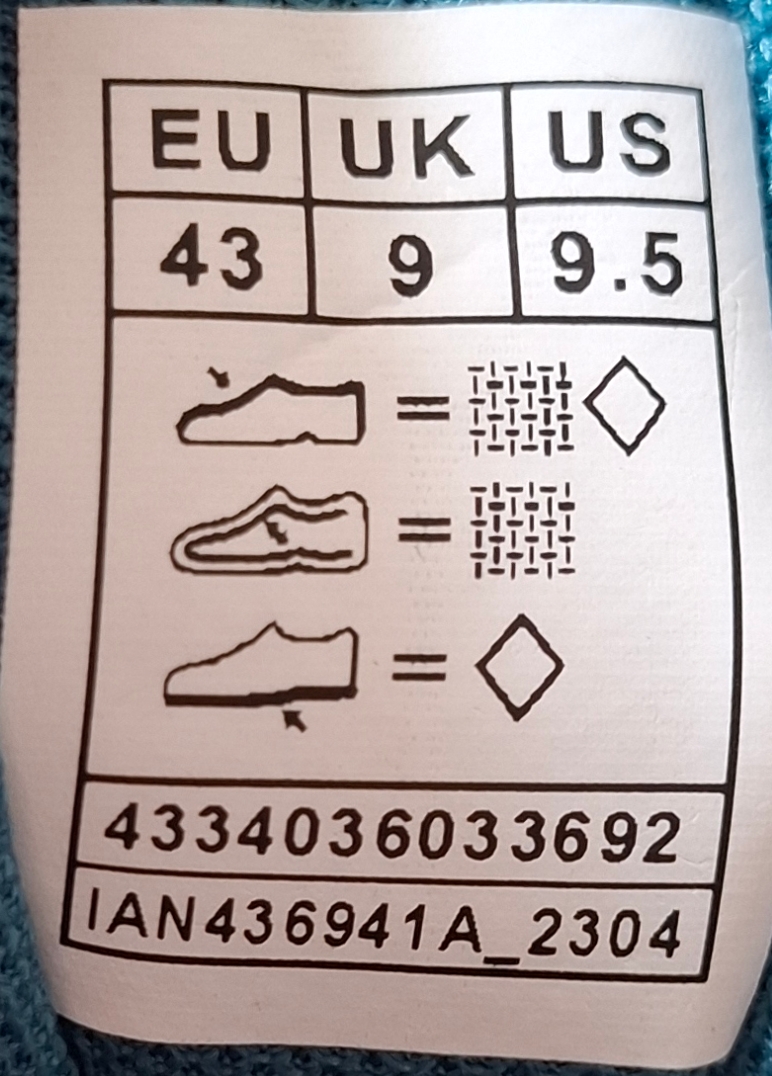 EU UK US
43 9 9.5
=
=
=
4334036033692
IAN436941A_2304